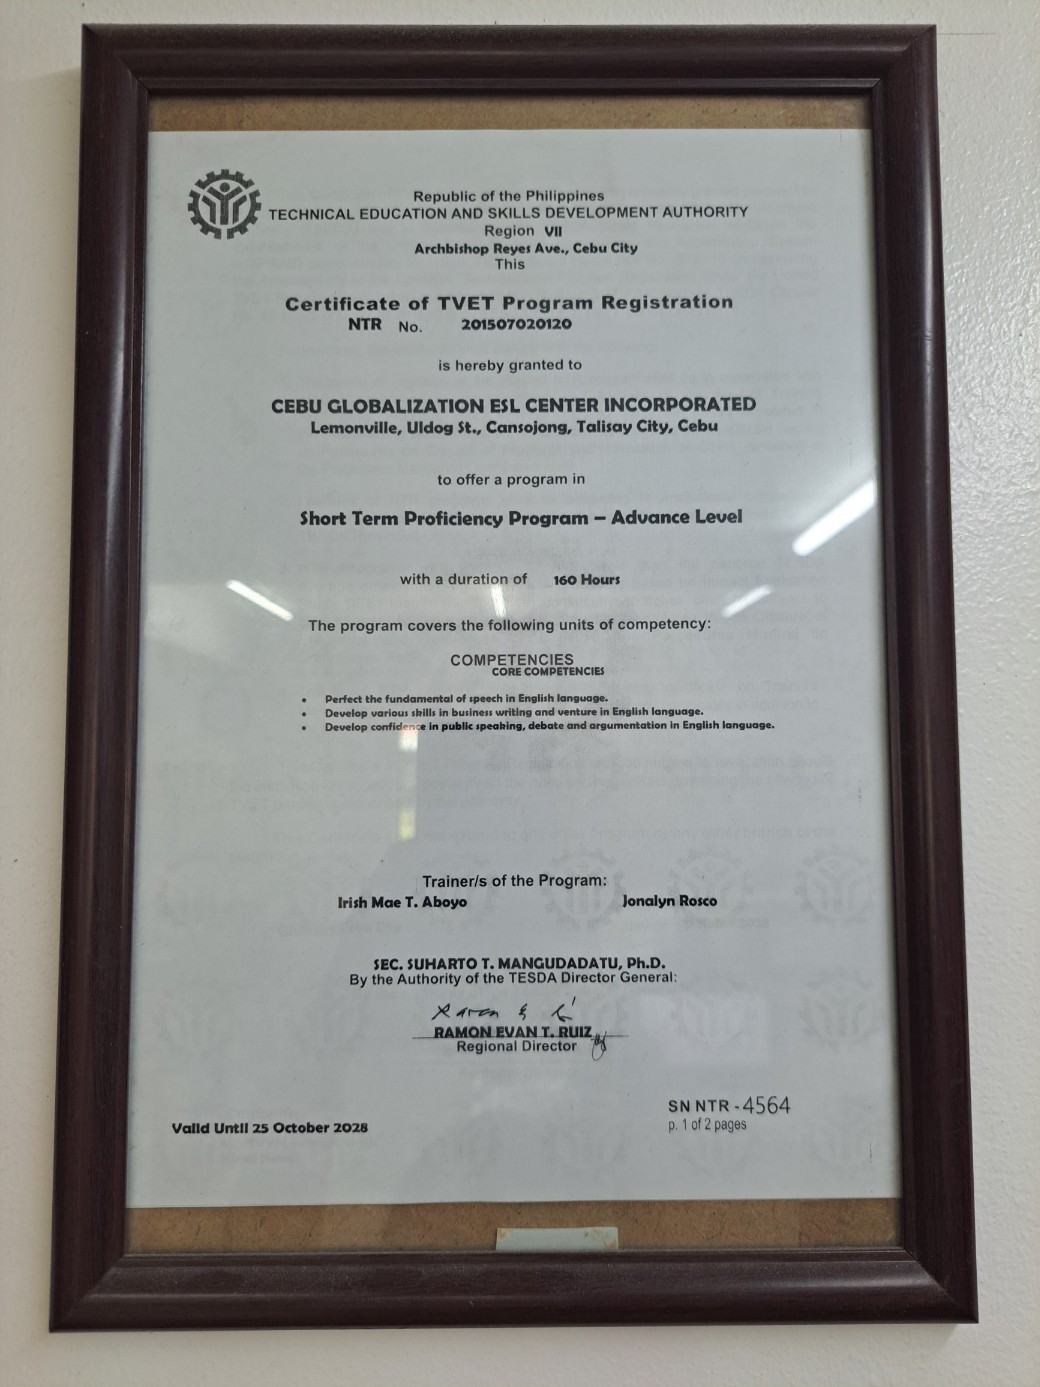 Republic of the Philippines
TECHNICAL EDUCATION AND SKILLS DEVELOPMENT AUTHORITY
Region VII
Archbishop Reyes Ave., Cebu City
This
Certificate of TVET Program Registration
NTR No. 201507020120
is hereby granted to
CEBU GLOBALIZATION ESL CENTER INCORPORATED
Lemonville, Uldog St., Cansojong, Talisay City, Cebu
to offer a program in
Short Term Proficiency Program – Advance Level
with a duration of 160 Hours
The program covers the following units of competency:
COMPETENCIES
CORE COMPETENCIES
• Perfect the fundamental of speech in English language.
• Develop various skills in business writing and venture in English language.
• Develop confidence in public speaking, debate and argumentation in English language.
Trainer/s of the Program:
Irish Mae T. Aboyo Jonalyn Rosco
SEC. SUHARTO T. MANGUDADATU, Ph.D.
By the Authority of the TESDA Director General:
RAMON EVAN T. RUIZ
Regional Director
SN NTR - 4564
p. 1 of 2 pages
Valid Until 25 October 2028